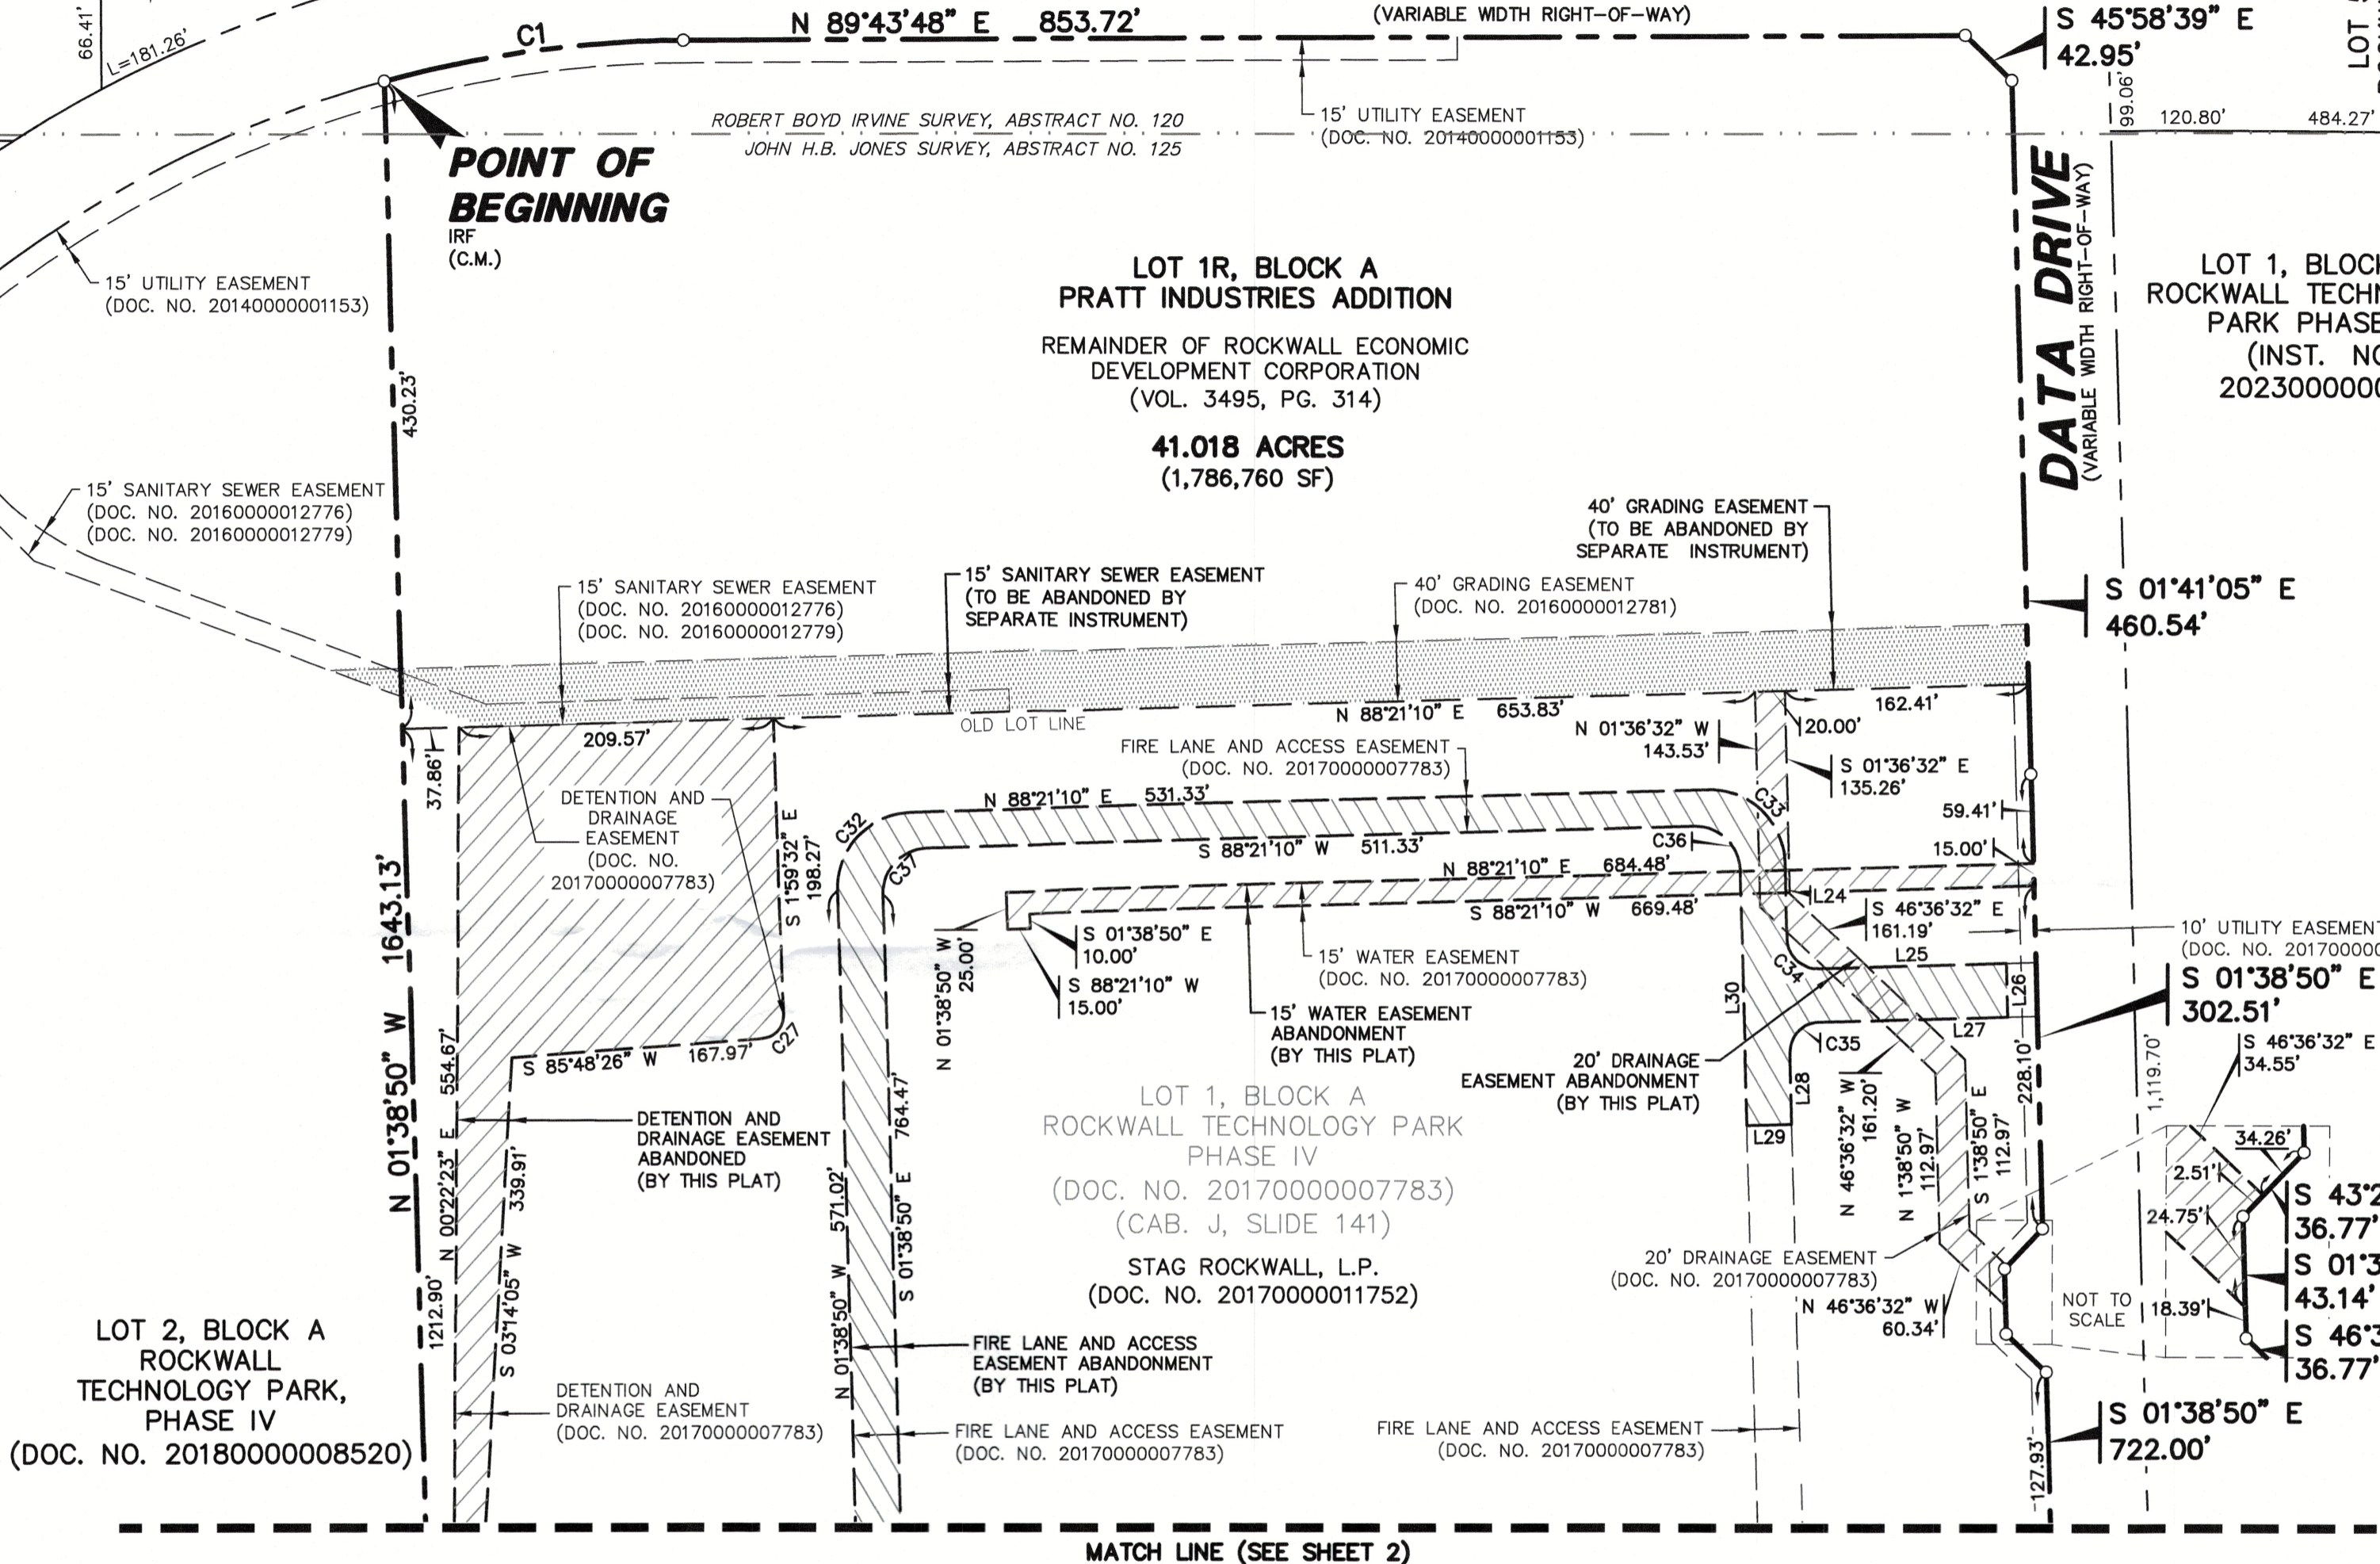 66.41'
L=181.26'
C1
N 89°43'48" E 853.72'
(VARIABLE WIDTH RIGHT-OF-WAY)
S 45°58'39" E
42.95'
LOT
99.06'
120.80'
484.27'
ROBERT BOYD IRVINE SURVEY, ABSTRACT NO. 120
JOHN H.B. JONES SURVEY, ABSTRACT NO. 125
15' UTILITY EASEMENT
(DOC. NO. 20140000001153)
POINT OF
BEGINNING
IRF
(C.M.)
DATA DRIVE
(VARIABLE WIDTH RIGHT-OF-WAY)
15' UTILITY EASEMENT
(DOC. NO. 20140000001153)
430.23'
LOT 1R, BLOCK A
PRATT INDUSTRIES ADDITION
REMAINDER OF ROCKWALL ECONOMIC
DEVELOPMENT CORPORATION
(VOL. 3495, PG. 314)
41.018 ACRES
(1,786,760 SF)
LOT 1, BLOCK
ROCKWALL TECHN
PARK PHASE
(INST. NO
2023000000
15' SANITARY SEWER EASEMENT
(DOC. NO. 20160000012776)
(DOC. NO. 20160000012779)
15' SANITARY SEWER EASEMENT
(DOC. NO. 20160000012776)
(DOC. NO. 20160000012779)
15' SANITARY SEWER EASEMENT
(TO BE ABANDONED BY
SEPARATE INSTRUMENT)
40' GRADING EASEMENT
(DOC. NO. 20160000012781)
40' GRADING EASEMENT
(TO BE ABANDONED BY
SEPARATE INSTRUMENT)
S 01°41'05" E
460.54'
OLD LOT LINE
N 88°21'10" E 653.83'
162.41'
20.00'
209.57'
37.86'
N 01°36'32" W
143.53'
S 01°36'32" E
135.26'
FIRE LANE AND ACCESS EASEMENT
(DOC. NO. 20170000007783)
DETENTION AND
DRAINAGE
EASEMENT
(DOC. NO.
20170000007783)
S 1°59'32" E
198.27'
C32
C37
N 88°21'10" E 531.33'
S 88°21'10" W 511.33'
C33
C36
59.41'
15.00'
N 88°21'10" E 684.48'
S 88°21'10" W 669.48'
L24
S 46°36'32" E
161.19'
10' UTILITY EASEMENT
(DOC. NO. 201700000
N 01°38'50" W 1643.13'
N 01°38'50" W
25.00'
S 01°38'50" E
10.00'
S 88°21'10" W
15.00'
15' WATER EASEMENT
(DOC. NO. 20170000007783)
15' WATER EASEMENT
ABANDONMENT
(BY THIS PLAT)
C34
L25
L26
L27
L30
C35
L28
L29
S 01°38'50" E
302.51'
S 46°36'32" E
34.55'
C27
S 85°48'26" W 167.97'
N 00°22'23" E 554.67'
20' DRAINAGE
EASEMENT ABANDONMENT
(BY THIS PLAT)
228.10'
1,119.70'
N 46°36'32" W
161.20'
N 1°38'50" W
112.97'
S 1°38'50" E
112.97'
LOT 1, BLOCK A
ROCKWALL TECHNOLOGY PARK
PHASE IV
(DOC. NO. 20170000007783)
(CAB. J, SLIDE 141)
STAG ROCKWALL, L.P.
(DOC. NO. 20170000011752)
DETENTION AND
DRAINAGE EASEMENT
ABANDONED
(BY THIS PLAT)
S 03°14'05" W 339.91'
N 01°38'50" W 571.02'
S 01°38'50" E 764.47'
1212.90'
34.26'
2.51'
24.75'
18.39'
S 43°2
36.77'
S 01°3
43.14'
S 46°3
36.77'
20' DRAINAGE EASEMENT
(DOC. NO. 20170000007783)
N 46°36'32" W
60.34'
NOT TO
SCALE
LOT 2, BLOCK A
ROCKWALL
TECHNOLOGY PARK,
PHASE IV
(DOC. NO. 20180000008520)
FIRE LANE AND ACCESS
EASEMENT ABANDONMENT
(BY THIS PLAT)
DETENTION AND
DRAINAGE EASEMENT
(DOC. NO. 20170000007783)
FIRE LANE AND ACCESS EASEMENT
(DOC. NO. 20170000007783)
FIRE LANE AND ACCESS EASEMENT
(DOC. NO. 20170000007783)
S 01°38'50" E
722.00'
127.93'
MATCH LINE (SEE SHEET 2)